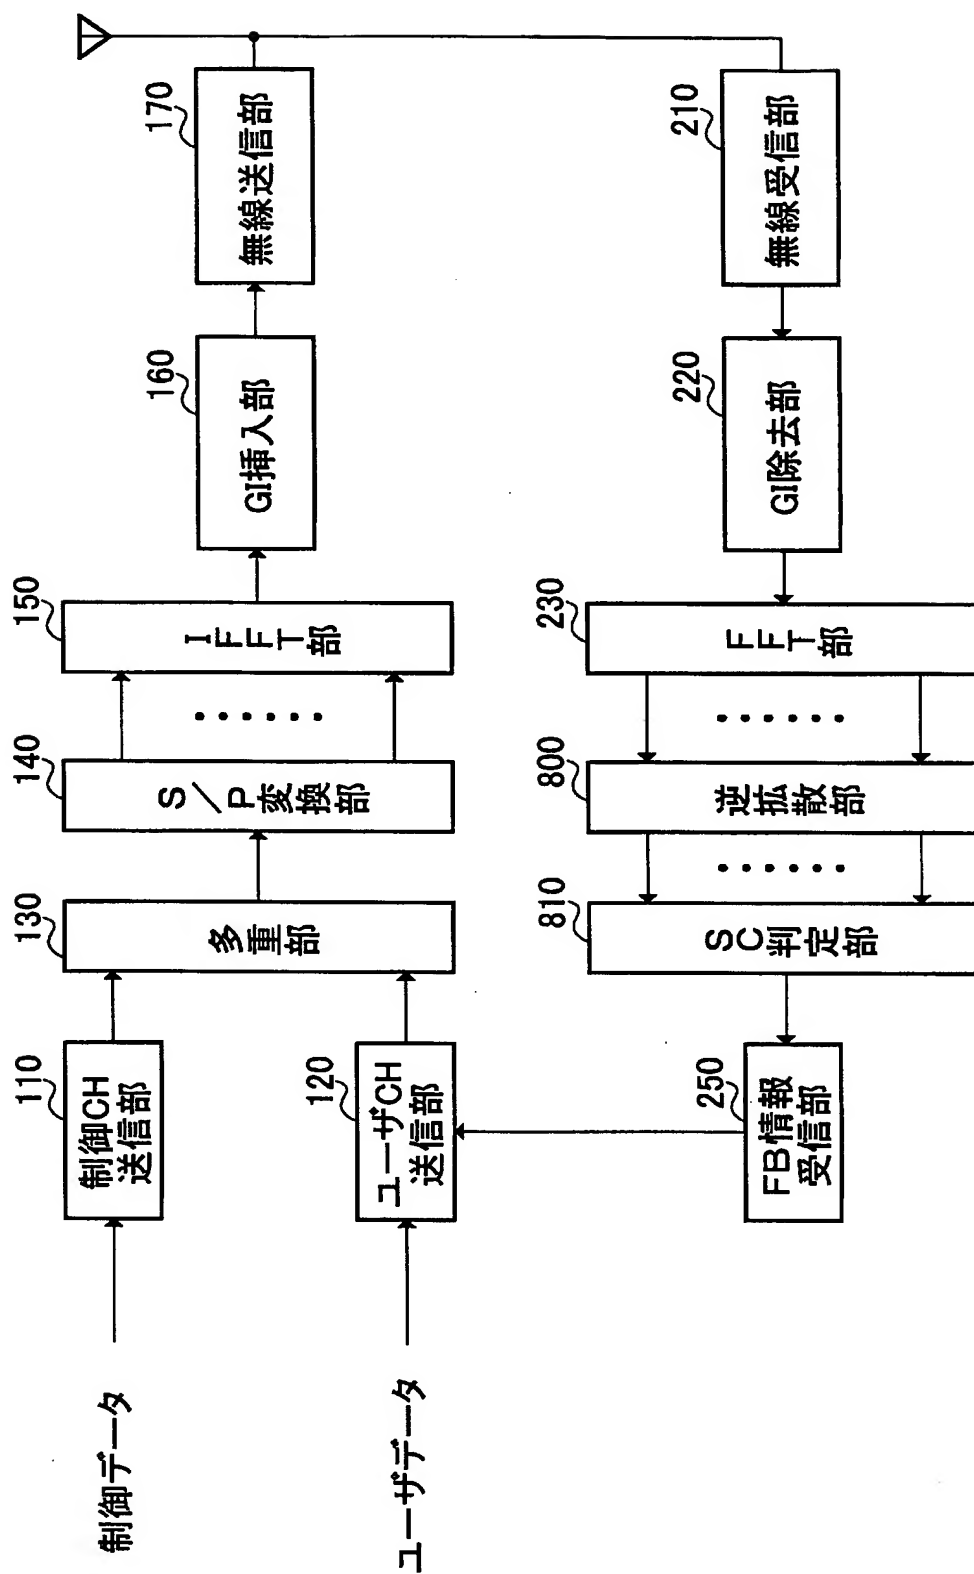 制御データ
110
制御CH
送信部
130
多重部
140
S/P変換部
150
IFFT部
160
GI挿入部
170
無線送信部
ユーザデータ
120
ユーザCH
送信部
250
FB情報
受信部
810
SC判定部
800
逆拡散部
230
FFT部
220
GI除去部
210
無線受信部